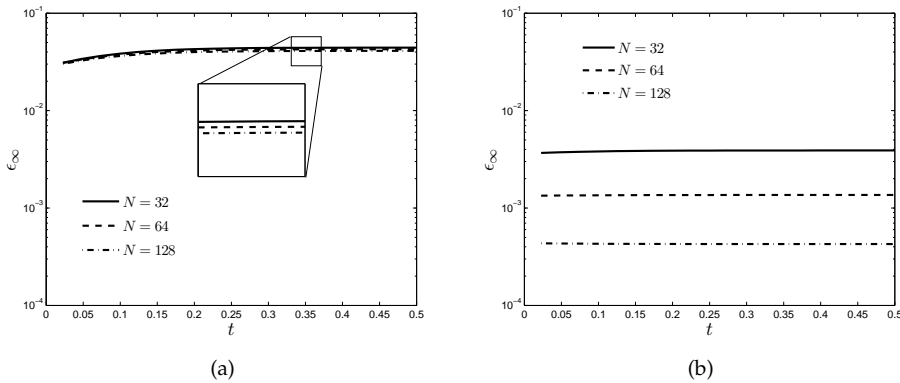 10⁻¹
10⁻²
10⁻³
10⁻⁴
ϵ∞
N = 32
N = 64
N = 128
0 0.05 0.1 0.15 0.2 0.25 0.3 0.35 0.4 0.45 0.5
t
(a)
10⁻¹
10⁻²
10⁻³
10⁻⁴
ϵ∞
N = 32
N = 64
N = 128
0 0.05 0.1 0.15 0.2 0.25 0.3 0.35 0.4 0.45 0.5
t
(b)